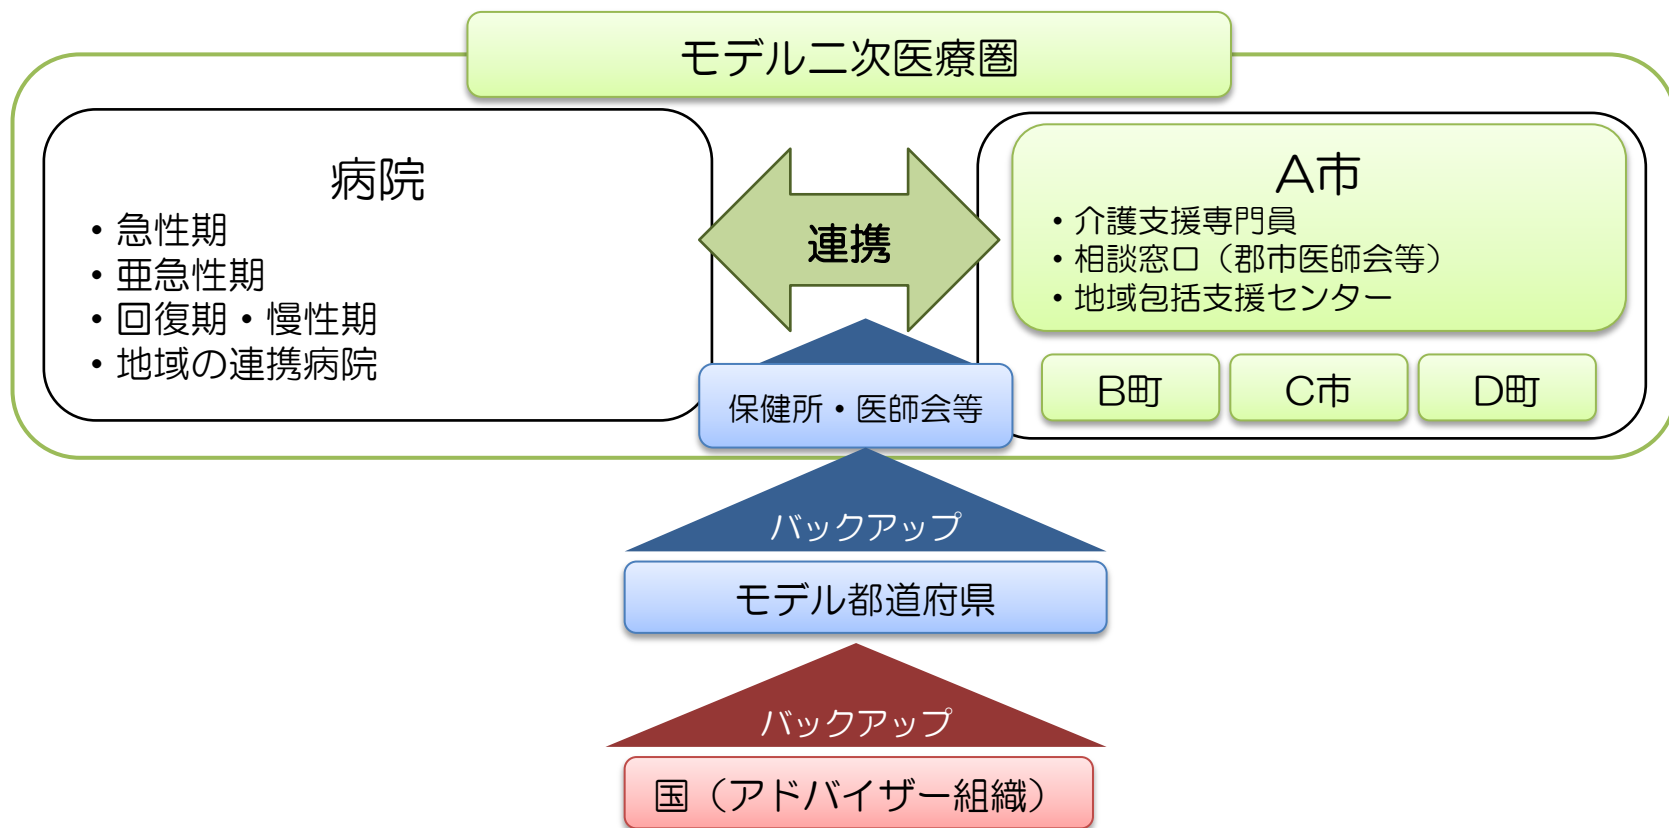 モデル二次医療圏
病院
・急性期
・亜急性期
・回復期・慢性期
・地域の連携病院
連携
A市
・介護支援専門員
・相談窓口（郡市医師会等）
・地域包括支援センター
B町
C市
D町
保健所・医師会等
バックアップ
モデル都道府県
バックアップ
国（アドバイザー組織）